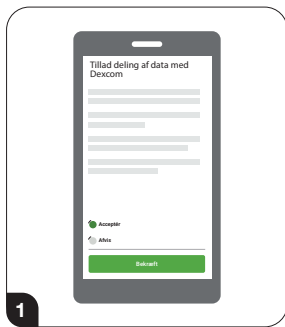 Tillad deling af data med
Dexcom
Acceptér
Afvis
Bekræft
1